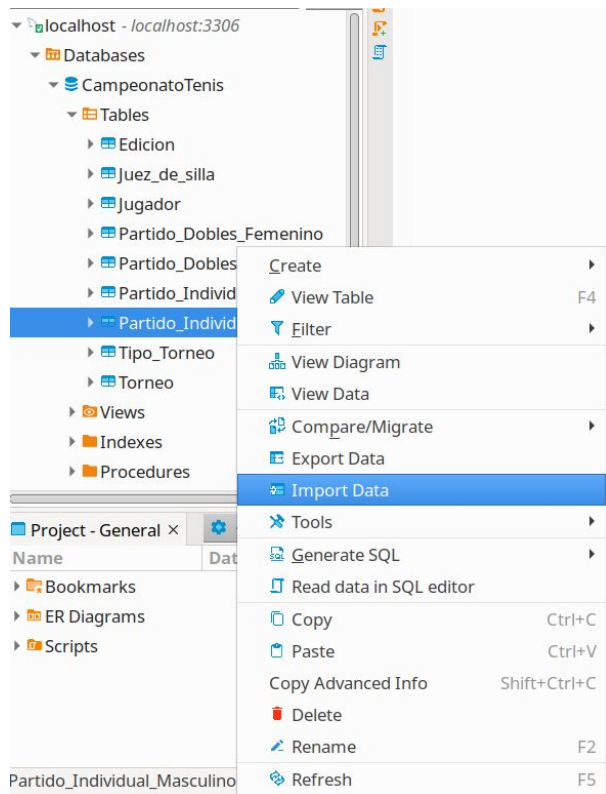 localhost - localhost:3306
Databases
CampeonatoTenis
Tables
Edicion
Juez_de_silla
Jugador
Partido_Dobles_Femenino
Partido_Dobles
Partido_Individ
Partido_Individ
Tipo_Torneo
Torneo
Views
Indexes
Procedures
Create
View Table F4
Filter
View Diagram
View Data
Compare/Migrate
Export Data
Import Data
Tools
Generate SQL
Read data in SQL editor
Copy Ctrl+C
Paste Ctrl+V
Copy Advanced Info Shift+Ctrl+C
Delete
Rename F2
Refresh F5
Project - General ×
Name Dat
Bookmarks
ER Diagrams
Scripts
Partido_Individual_Masculino